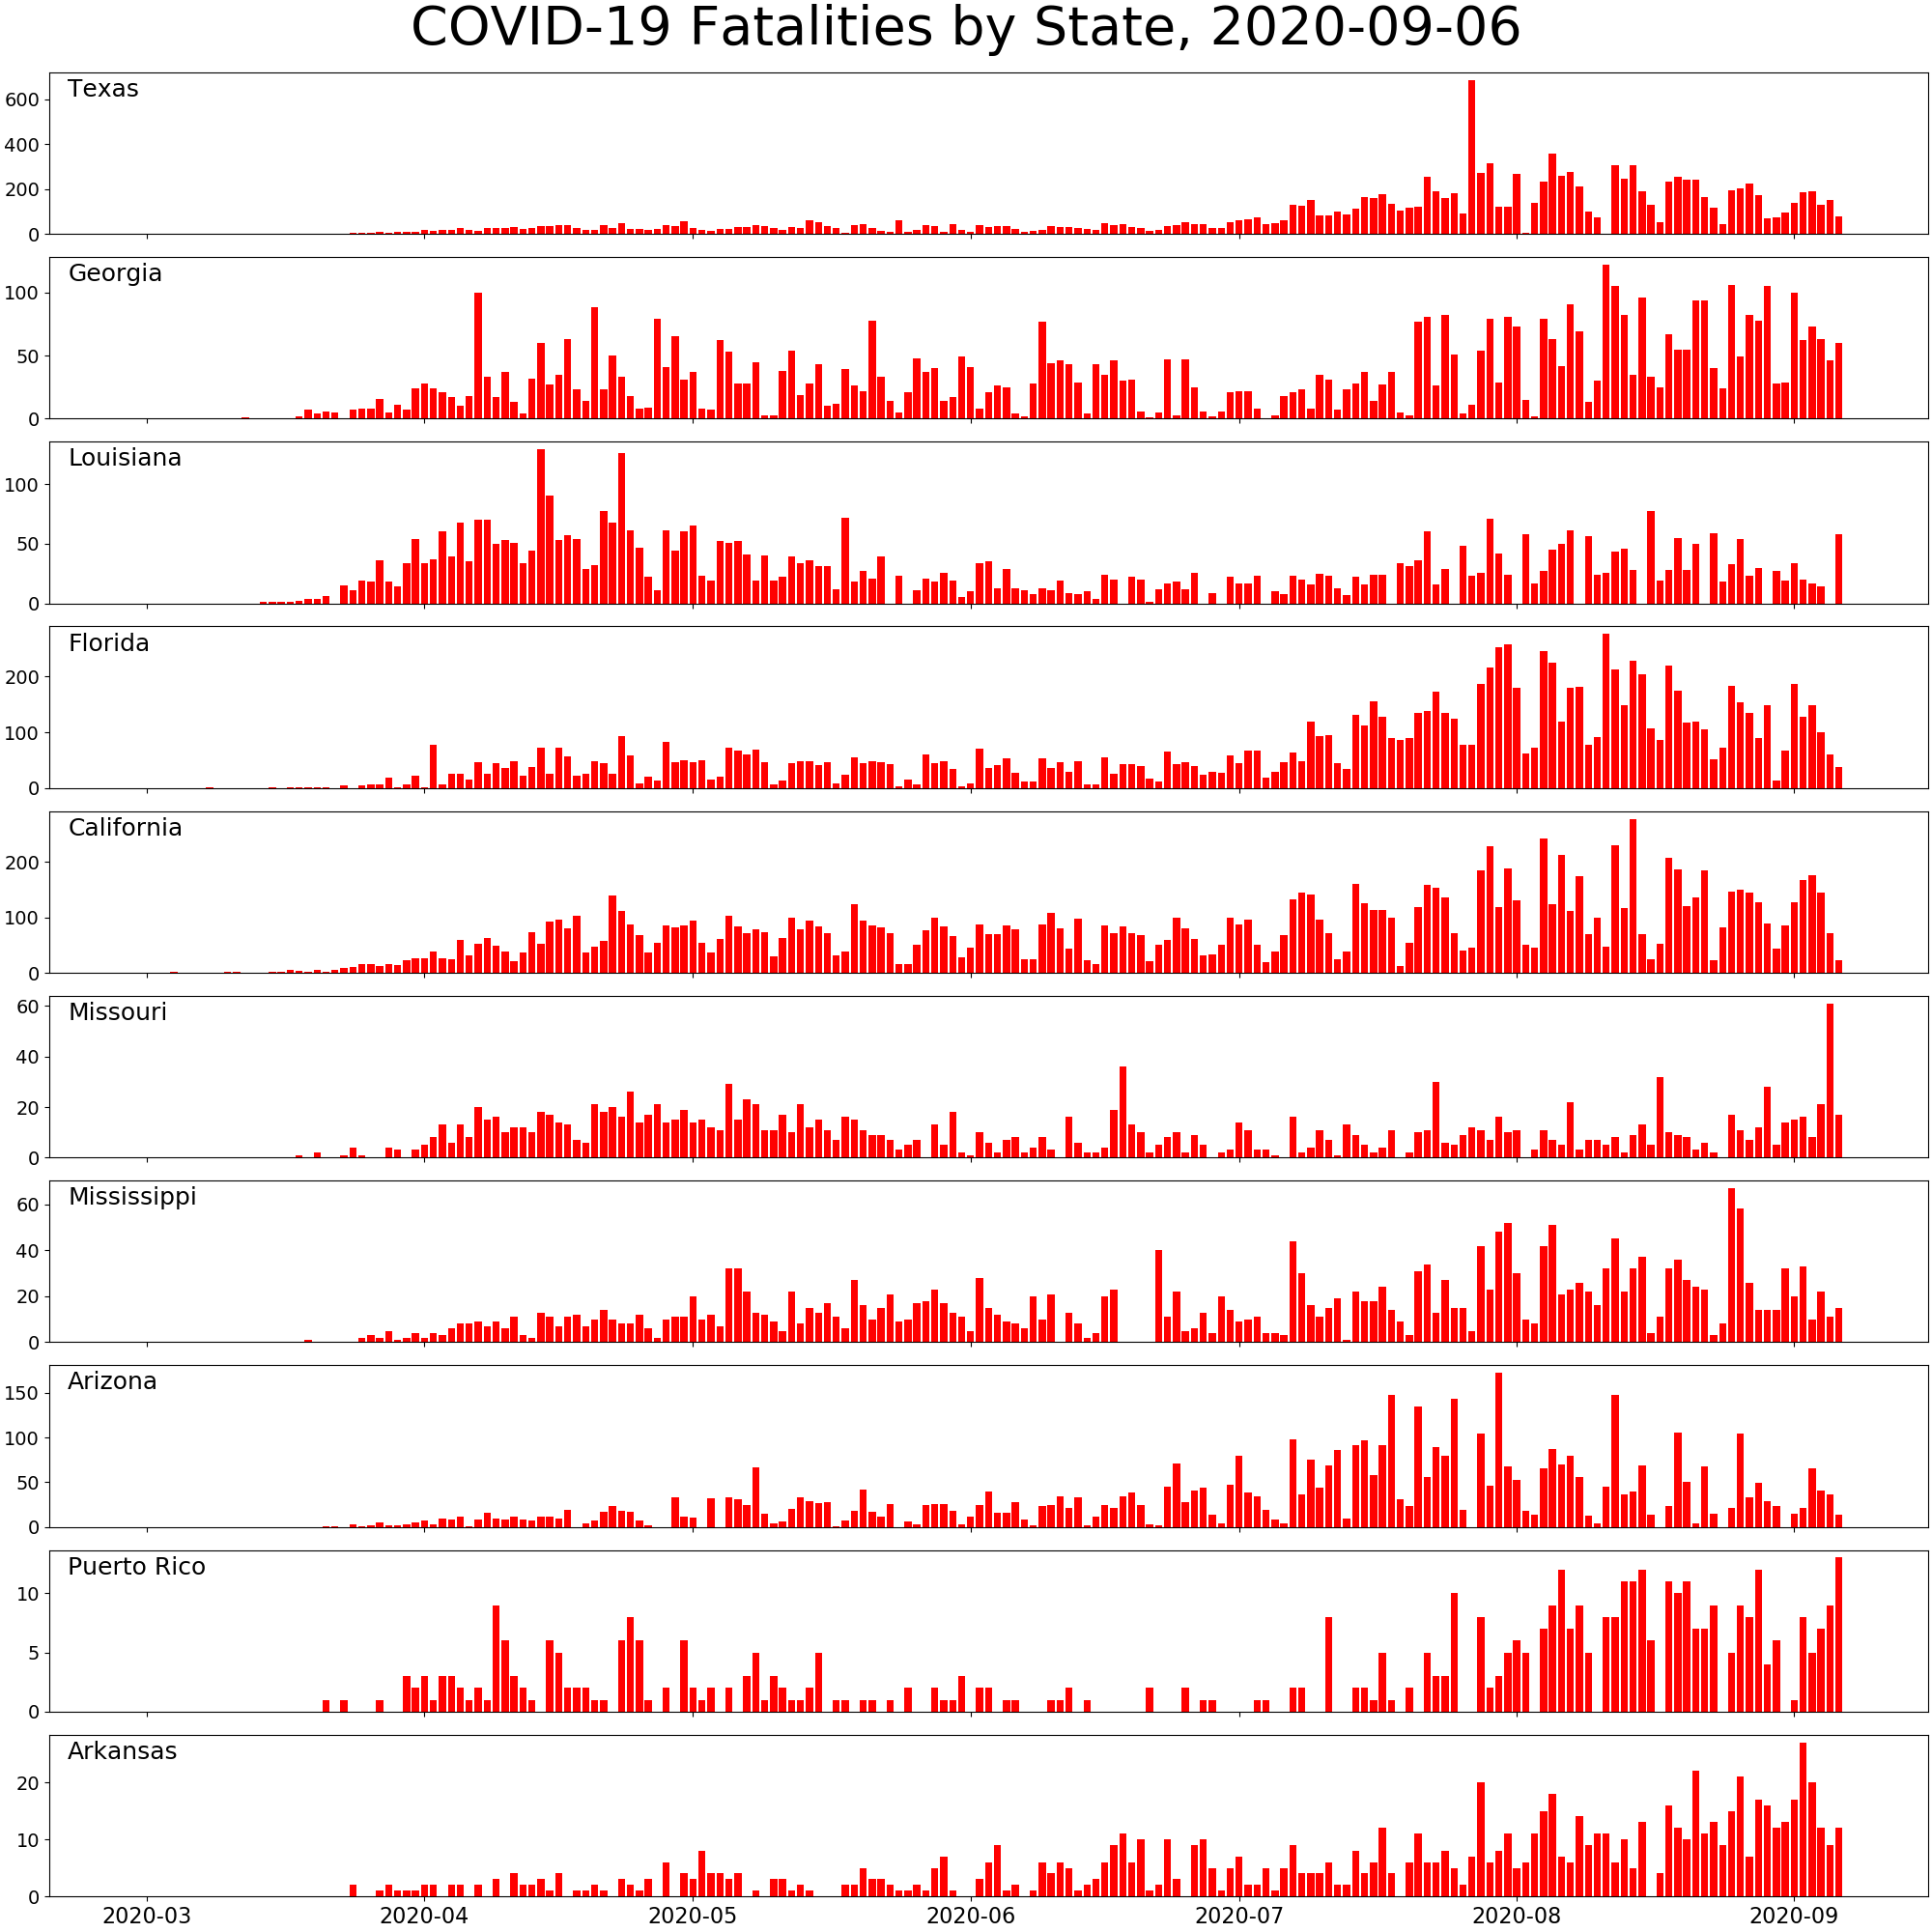 COVID-19 Fatalities by State, 2020-09-06
Texas
600
400
200
0
Georgia
100
50
0
Louisiana
100
50
0
Florida
200
100
0
California
200
100
0
Missouri
60
40
20
0
Mississippi
60
40
20
0
Arizona
150
100
50
0
Puerto Rico
10
5
0
Arkansas
20
10
0
2020-03 2020-04 2020-05 2020-06 2020-07 2020-08 2020-09